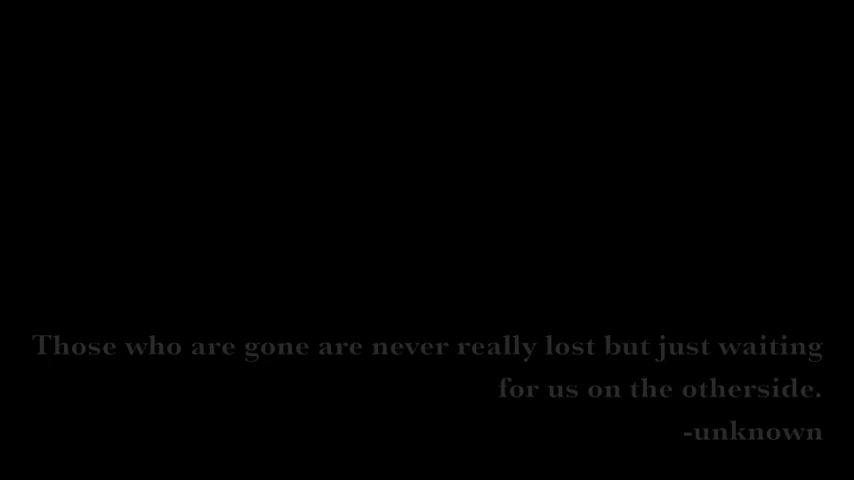 Those who are gone are never really lost but just waiting
for us on the otherside.
-unknown